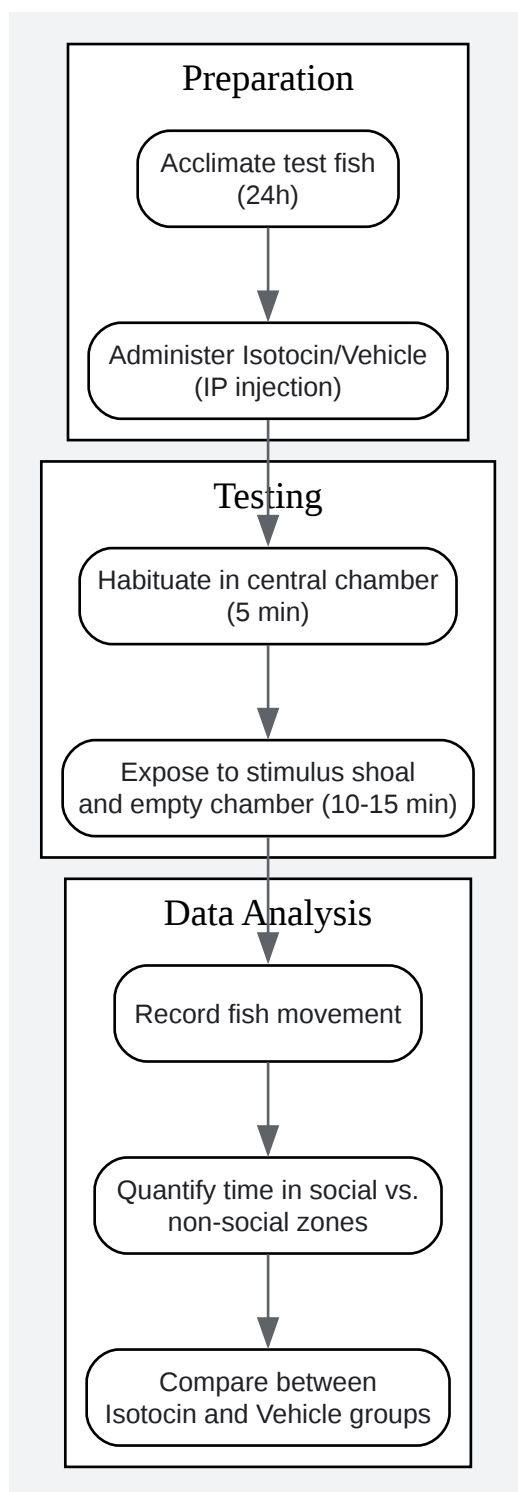 Preparation
Acclimate test fish
(24h)
Administer Isotocin/Vehicle
(IP injection)
Testing
Habituate in central chamber
(5 min)
Expose to stimulus shoal
and empty chamber (10-15 min)
Data Analysis
Record fish movement
Quantify time in social vs.
non-social zones
Compare between
Isotocin and Vehicle groups